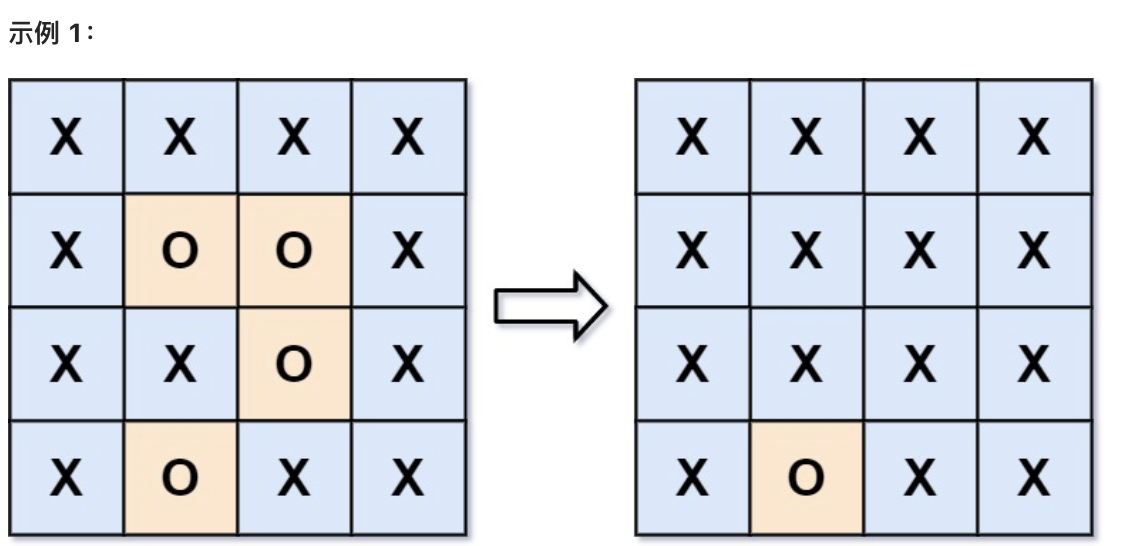 示例 1：
X X X X X X X X
X O O X X X X X
X X O X X X X X
X O X X X O X X